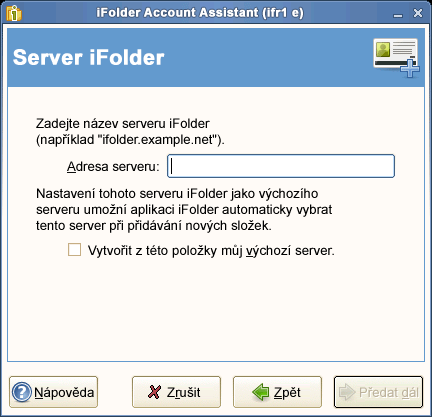 iFolder Account Assistant (ifr1 e)
Server iFolder
Zadejte název serveru iFolder
(například "ifolder.example.net").
Adresa serveru:
Nastavení tohoto serveru iFolder jako výchozího
serveru umožní aplikaci iFolder automaticky vybrat
tento server při přidávání nových složek.
Vytvořit z této položky můj výchozí server.
Nápověda Zrušit Zpět Předat dál